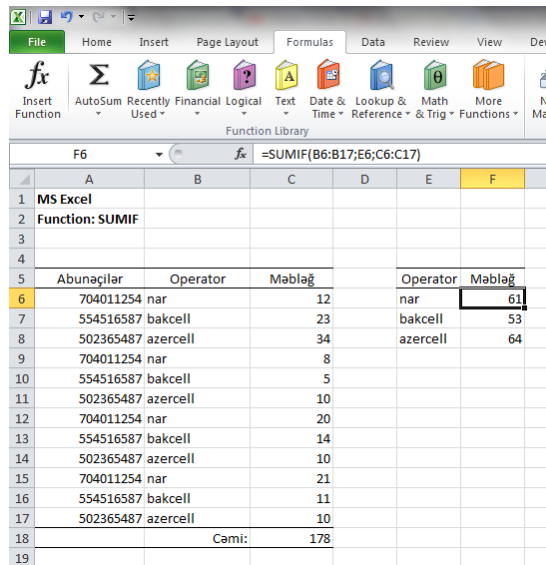 File Home Insert Page Layout Formulas Data Review View Dev
fx Σ ? A θ
Insert Function AutoSum Recently Used Financial Logical Text Date & Time Lookup & Reference Math & Trig More Functions
Function Library
F6 fx =SUMIF(B6:B17;E6;C6:C17)
A B C D E F
1 MS Excel
2 Function: SUMIF
3
4
5 Abunəçilər Operator Məbləğ Operator Məbləğ
6 704011254 nar 12 nar 61
7 554516587 bakcell 23 bakcell 53
8 502365487 azercell 34 azercell 64
9 704011254 nar 8
10 554516587 bakcell 5
11 502365487 azercell 10
12 704011254 nar 20
13 554516587 bakcell 14
14 502365487 azercell 10
15 704011254 nar 21
16 554516587 bakcell 11
17 502365487 azercell 10
18 Cəmi: 178
19